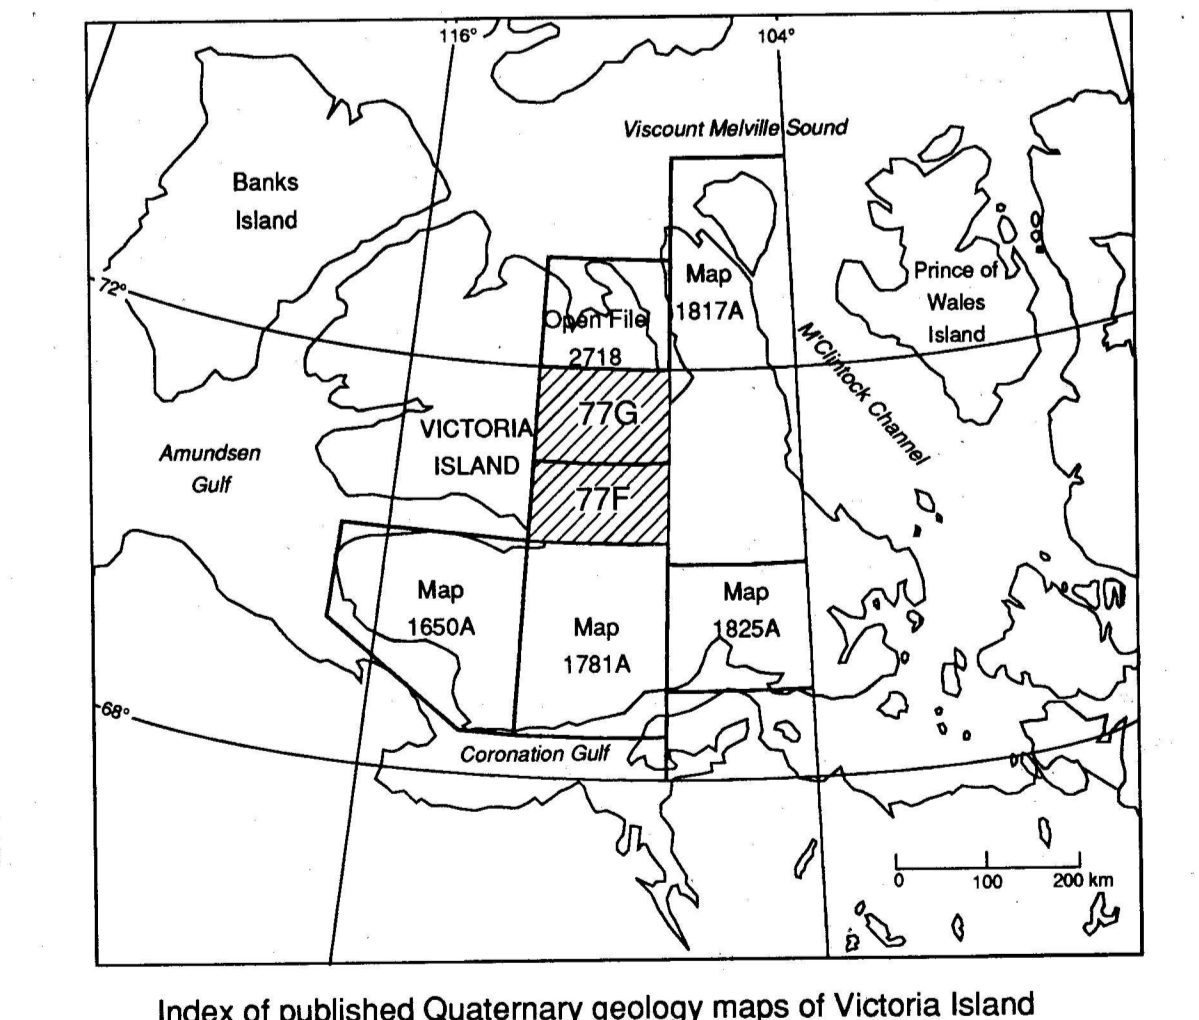 116°
104°
Viscount Melville Sound
Banks
Island
72°
Map
1817A
Prince of
Wales
Island
Open File
2718
M'Clintock Channel
77G
VICTORIA
ISLAND
Amundsen
Gulf
77F
Map
1650A
Map
1781A
Map
1825A
68°
Coronation Gulf
0 100 200 km
Index of published Quaternary geology maps of Victoria Island